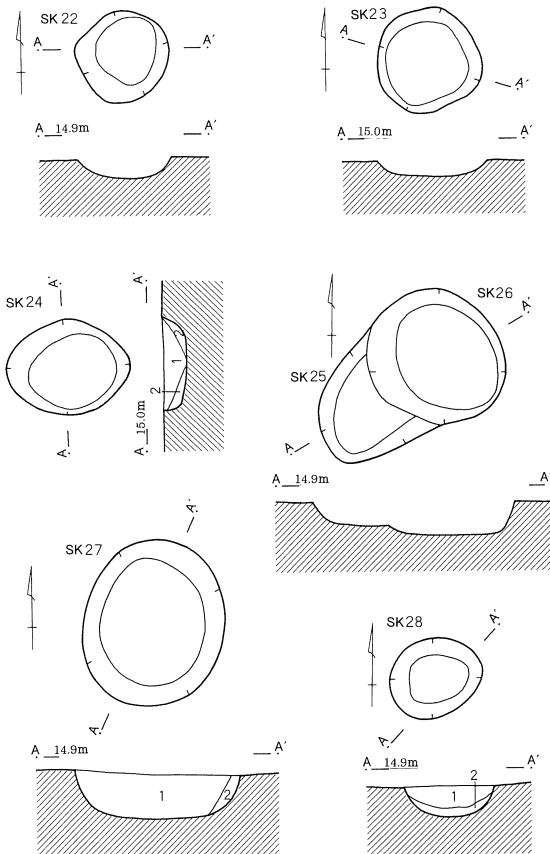 SK22
A A′
A 14.9m A′
SK23
A A′
A 15.0m A′
SK24
A′
A
A′
A 15.0m
2
1
2
SK26
SK25
A′
A
A 14.9m A′
SK27
A′
A
A 14.9m A′
1 2
SK28
A′
A
A 14.9m A′
2
1